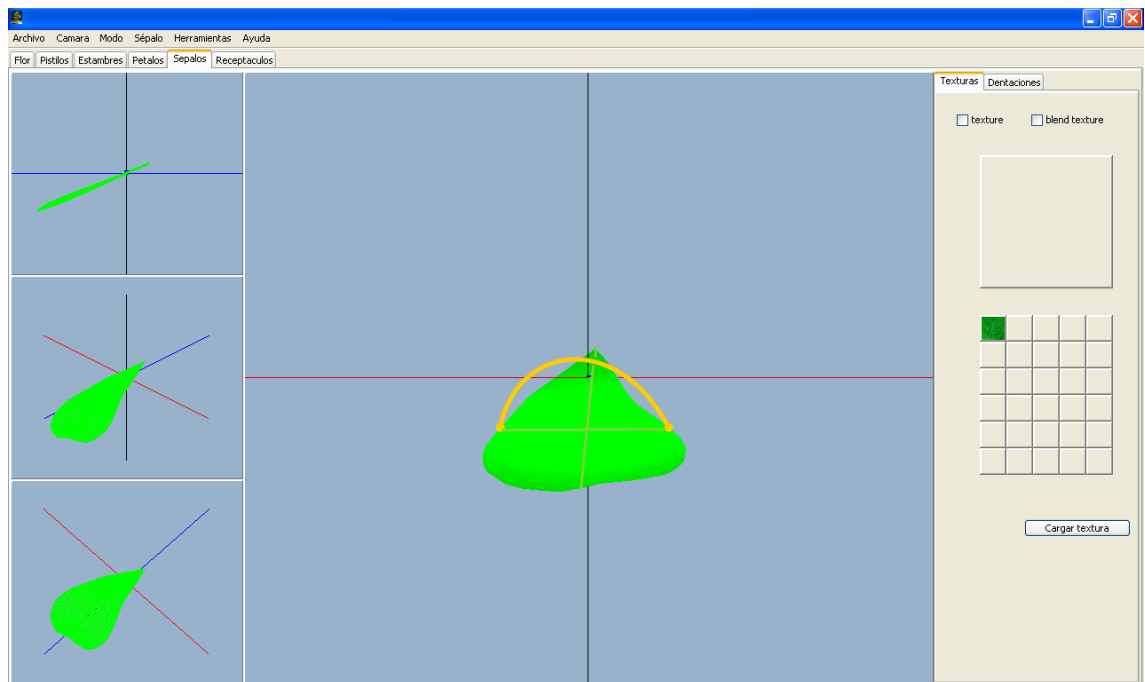 Archivo Camara Modo Sépalo Herramientas Ayuda
Flor Pistilos Estambres Petalos Sepalos Receptaculos
Texturas Dentaciones
texture blend texture
Cargar textura